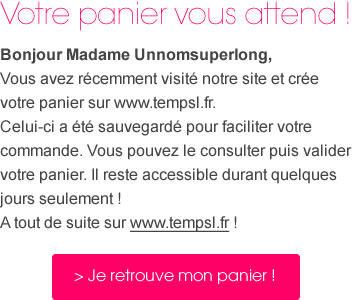 Votre panier vous attend !
Bonjour Madame Unnomsuperlong,
Vous avez récemment visité notre site et crée
votre panier sur www.tempsl.fr.
Celui-ci a été sauvegardé pour faciliter votre
commande. Vous pouvez le consulter puis valider
votre panier. Il reste accessible durant quelques
jours seulement !
A tout de suite sur www.tempsl.fr !
> Je retrouve mon panier !